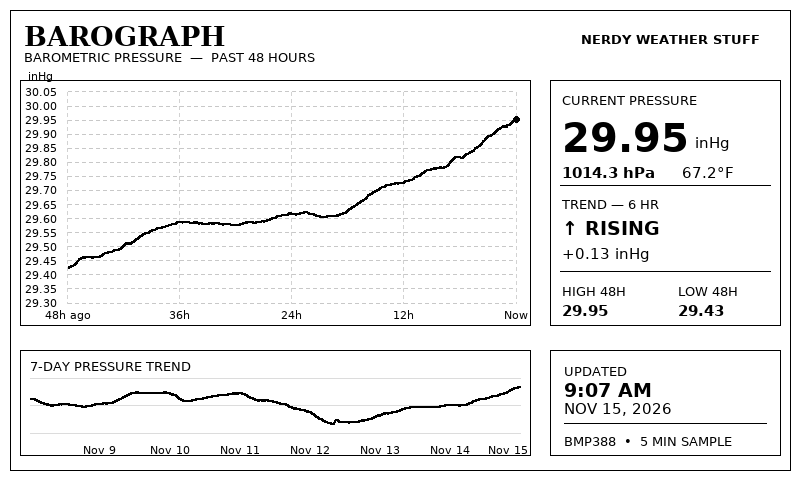 BAROGRAPH
BAROMETRIC PRESSURE — PAST 48 HOURS
NERDY WEATHER STUFF
inHg
30.05
30.00
29.95
29.90
29.85
29.80
29.75
29.70
29.65
29.60
29.55
29.50
29.45
29.40
29.35
29.30
48h ago 36h 24h 12h Now
CURRENT PRESSURE
29.95 inHg
1014.3 hPa 67.2°F
TREND — 6 HR
↑ RISING
+0.13 inHg
HIGH 48H LOW 48H
29.95 29.43
7-DAY PRESSURE TREND
Nov 9 Nov 10 Nov 11 Nov 12 Nov 13 Nov 14 Nov 15
UPDATED
9:07 AM
NOV 15, 2026
BMP388 • 5 MIN SAMPLE